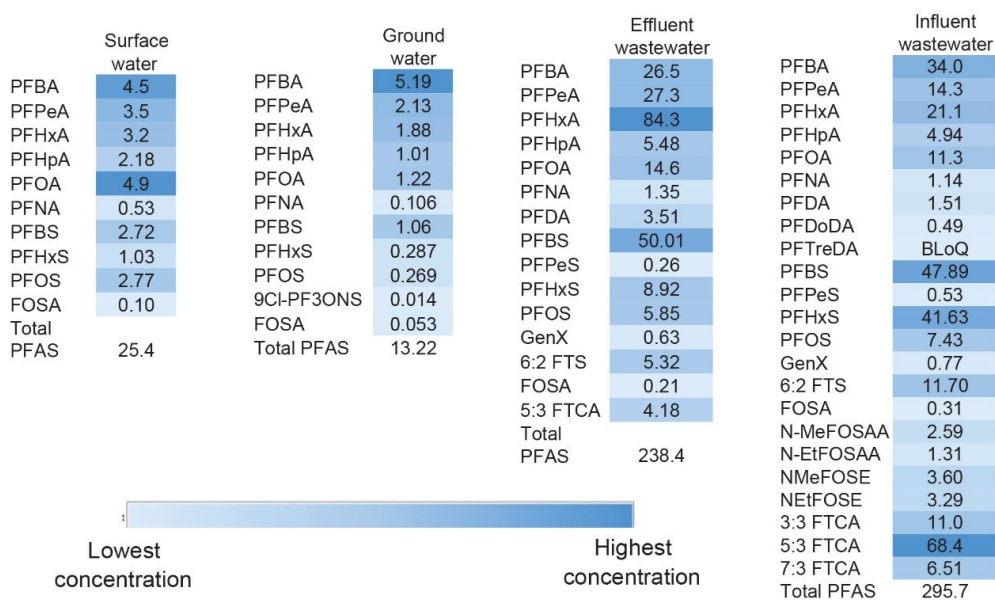 Surface
water
PFBA 4.5
PFPeA 3.5
PFHxA 3.2
PFHpA 2.18
PFOA 4.9
PFNA 0.53
PFBS 2.72
PFHxS 1.03
PFOS 2.77
FOSA 0.10
Total
PFAS 25.4
Ground
water
PFBA 5.19
PFPeA 2.13
PFHxA 1.88
PFHpA 1.01
PFOA 1.22
PFNA 0.106
PFBS 1.06
PFHxS 0.287
PFOS 0.269
9Cl-PF3ONS 0.014
FOSA 0.053
Total PFAS 13.22
Effluent
wastewater
PFBA 26.5
PFPeA 27.3
PFHxA 84.3
PFHpA 5.48
PFOA 14.6
PFNA 1.35
PFDA 3.51
PFBS 50.01
PFPeS 0.26
PFHxS 8.92
PFOS 5.85
GenX 0.63
6:2 FTS 5.32
FOSA 0.21
5:3 FTCA 4.18
Total
PFAS 238.4
Influent
wastewater
PFBA 34.0
PFPeA 14.3
PFHxA 21.1
PFHpA 4.94
PFOA 11.3
PFNA 1.14
PFDA 1.51
PFDoDA 0.49
PFTreDA BLoQ
PFBS 47.89
PFPeS 0.53
PFHxS 41.63
PFOS 7.43
GenX 0.77
6:2 FTS 11.70
FOSA 0.31
N-MeFOSAA 2.59
N-EtFOSAA 1.31
NMeFOSE 3.60
NEtFOSE 3.29
3:3 FTCA 11.0
5:3 FTCA 68.4
7:3 FTCA 6.51
Total PFAS 295.7
Lowest
concentration
Highest
concentration